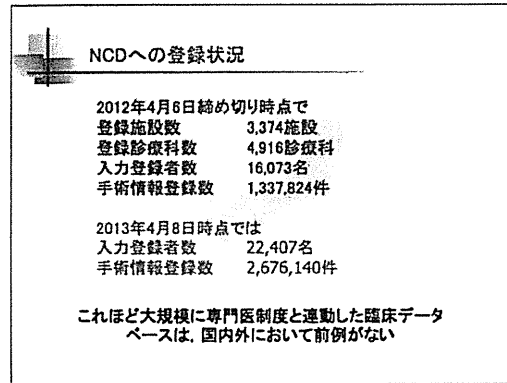 NCDへの登録状況
2012年4月6日締め切り時点で
登録施設数 3,374施設
登録診療科数 4,916診療科
入力登録者数 16,073名
手術情報登録数 1,337,824件
2013年4月8日時点では
入力登録者数 22,407名
手術情報登録数 2,676,140件
これほど大規模に専門医制度と連動した臨床データ
ベースは，国内外において前例がない